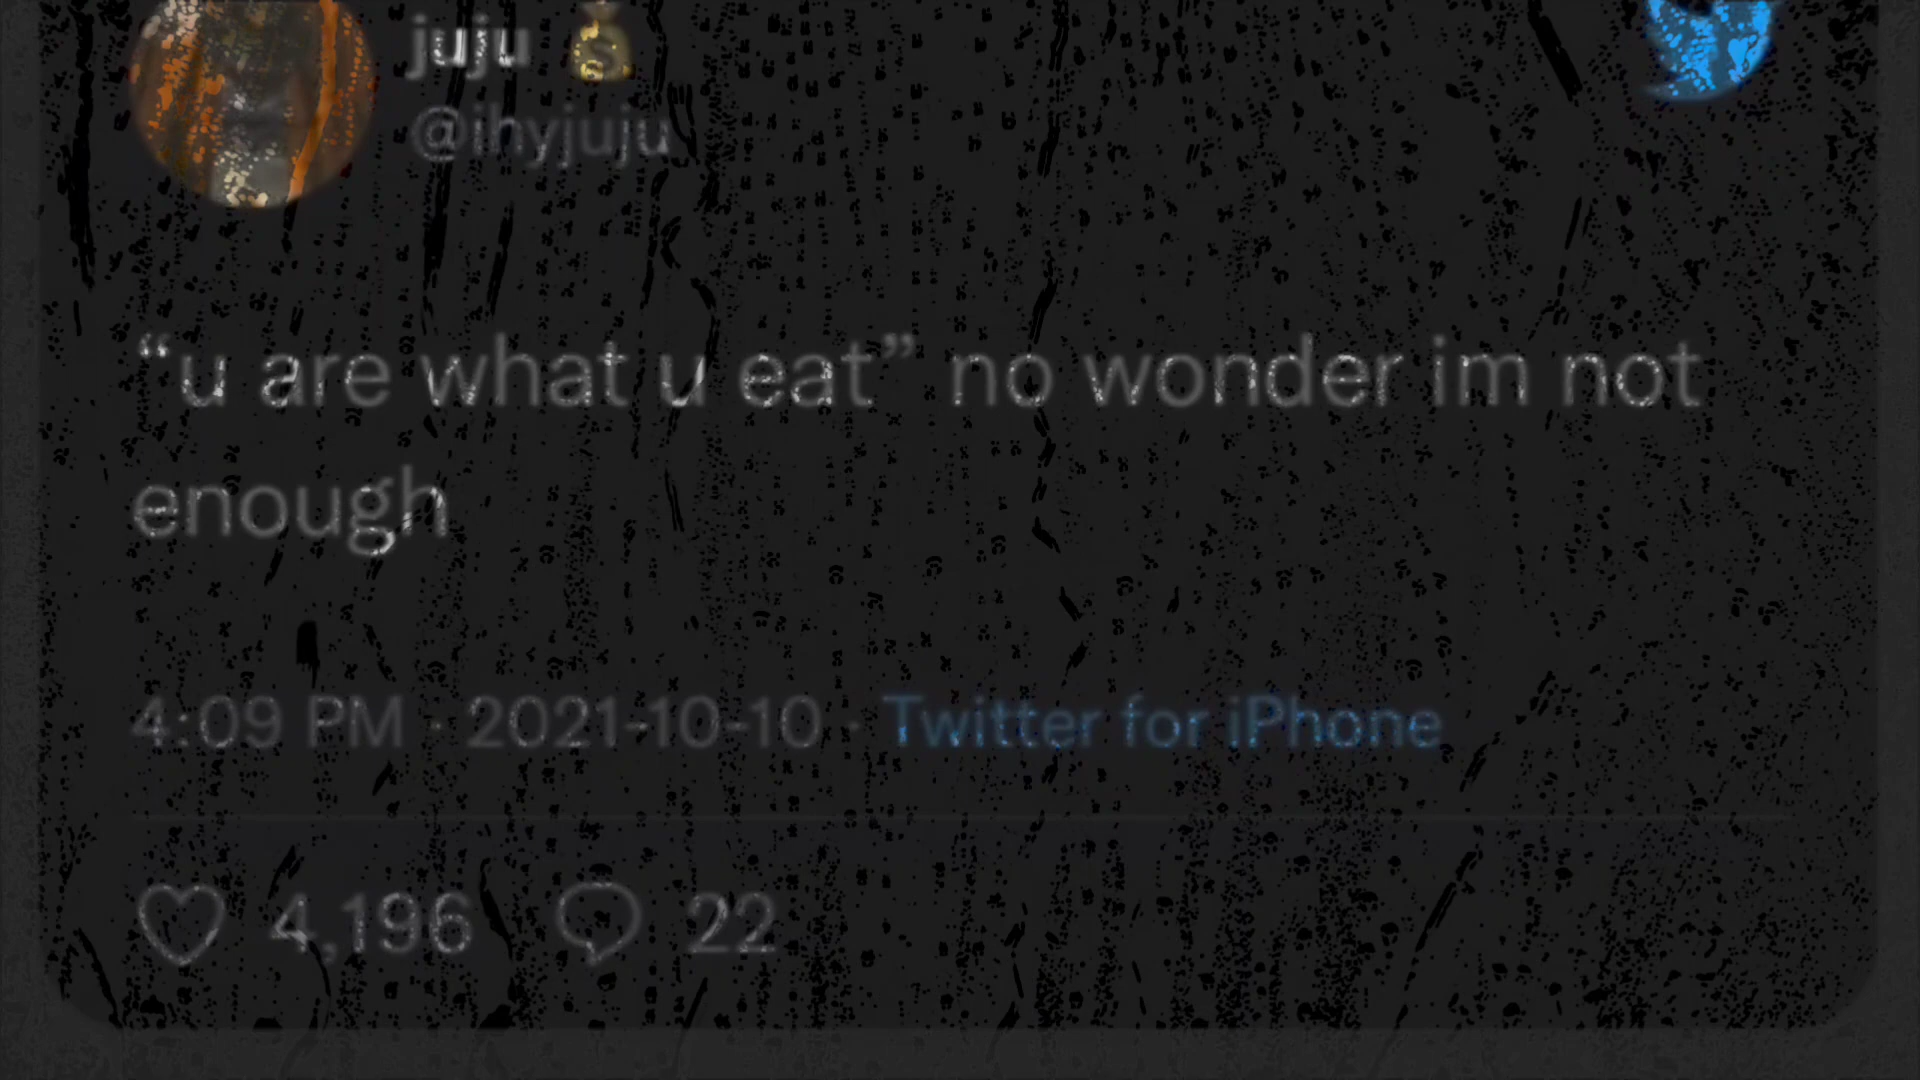 juju 💰
@ihyjuju
“u are what u eat” no wonder im not
enough
4:09 PM · 2021-10-10 · Twitter for iPhone
4,196 22